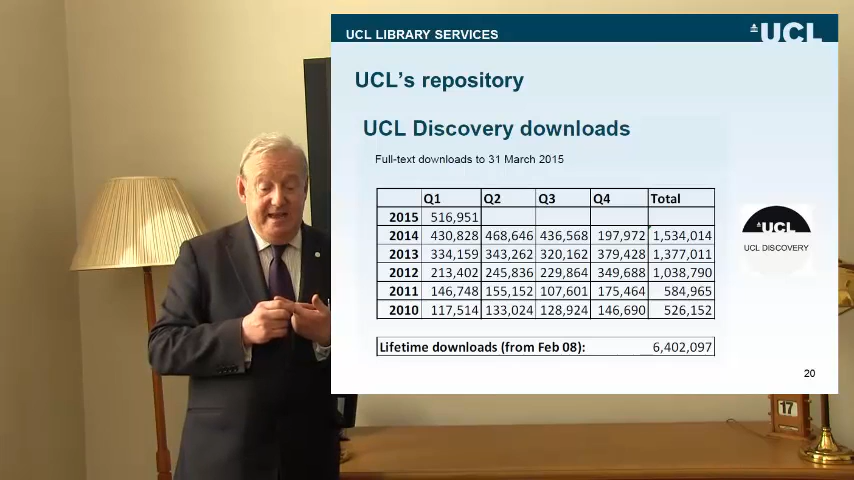 UCL LIBRARY SERVICES
UCL
UCL's repository
UCL Discovery downloads
Full-text downloads to 31 March 2015
Q1 Q2 Q3 Q4 Total
2015 516,951
2014 430,828 468,646 436,568 197,972 1,534,014
2013 334,159 343,262 320,162 379,428 1,377,011
2012 213,402 245,836 229,864 349,688 1,038,790
2011 146,748 155,152 107,601 175,464 584,965
2010 117,514 133,024 128,924 146,690 526,152
Lifetime downloads (from Feb 08): 6,402,097
UCL
UCL DISCOVERY
20
17